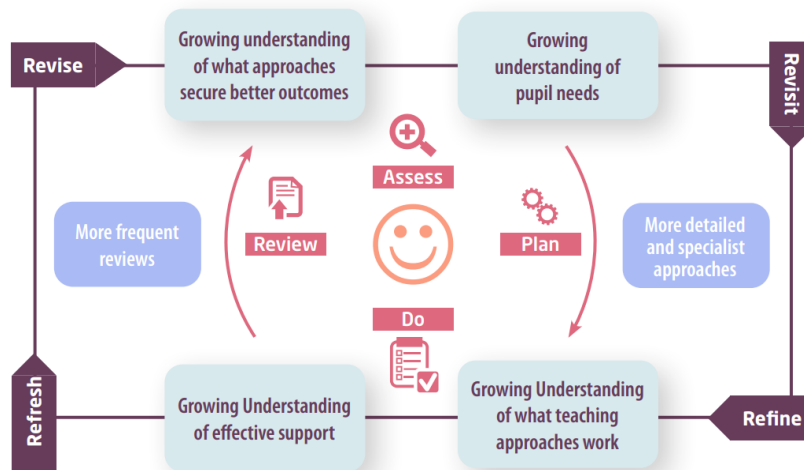 Revise
Growing understanding
of what approaches
secure better outcomes
Growing
understanding of
pupil needs
Revisit
Assess
More frequent
reviews
Review
Plan
More detailed
and specialist
approaches
Do
Refresh
Growing Understanding
of effective support
Growing Understanding
of what teaching
approaches work
Refine